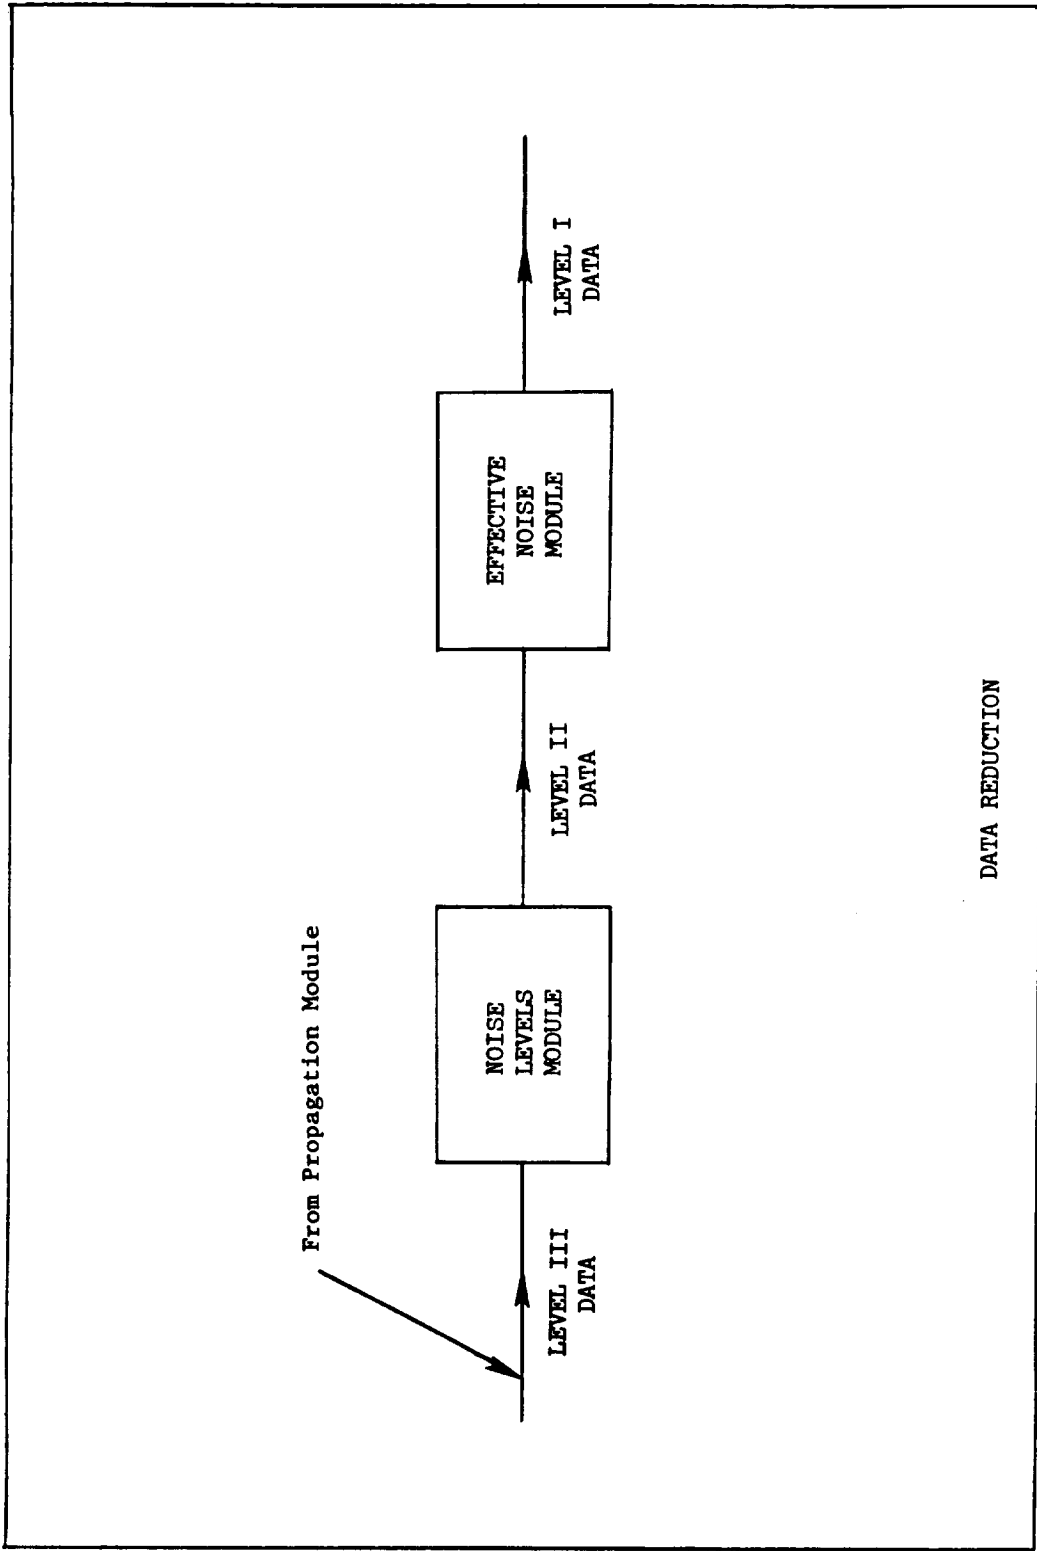 From Propagation Module
LEVEL III
DATA
NOISE
LEVELS
MODULE
LEVEL II
DATA
EFFECTIVE
NOISE
MODULE
LEVEL I
DATA
DATA REDUCTION